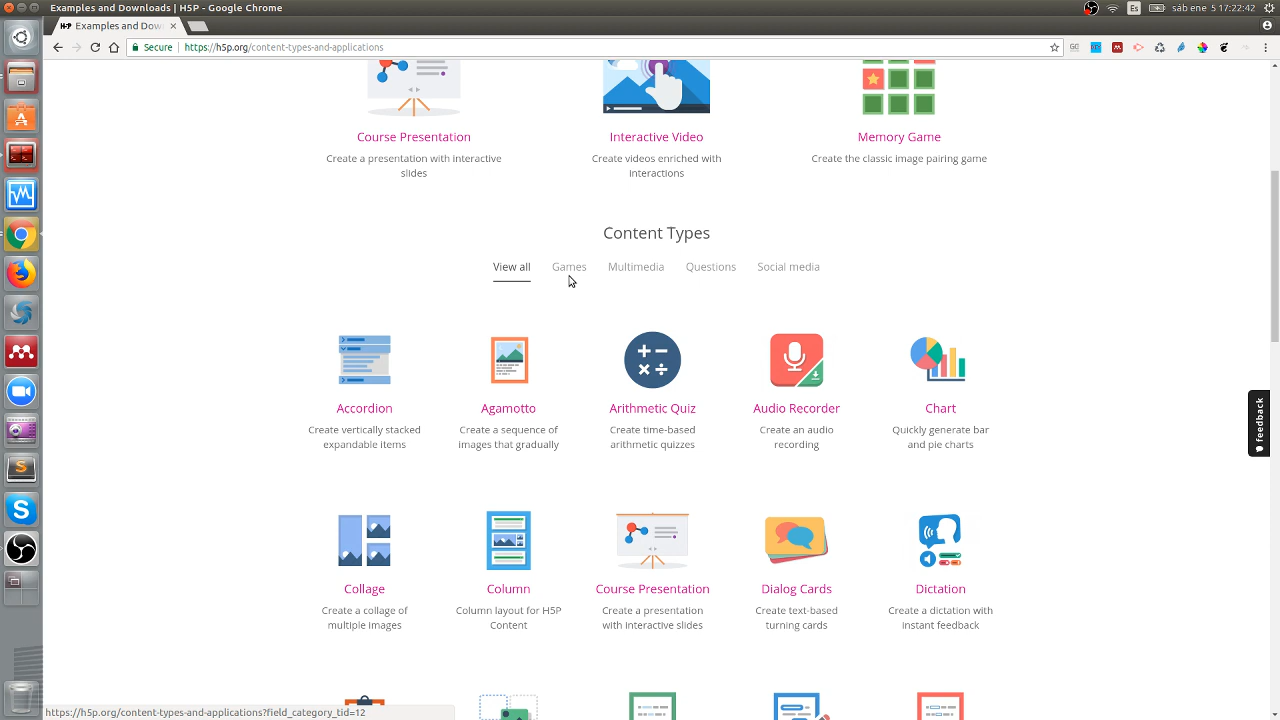 Examples and Downloads | H5P - Google Chrome
Es
sábado 5 17:22:42
H-P Examples and Dow
Secure
https://h5p.org/content-types-and-applications
Course Presentation
Interactive Video
Memory Game
Create a presentation with interactive
slides
Create videos enriched with
interactions
Create the classic image pairing game
Content Types
View all
Games
Multimedia
Questions
Social media
Accordion
Agamotto
Arithmetic Quiz
Audio Recorder
Chart
Create vertically stacked
expandable items
Create a sequence of
images that gradually
Create time-based
arithmetic quizzes
Create an audio
recording
Quickly generate bar
and pie charts
feedback
Collage
Column
Course Presentation
Dialog Cards
Dictation
Create a collage of
multiple images
Column layout for H5P
Content
Create a presentation
with interactive slides
Create text-based
turning cards
Create a dictation with
instant feedback
https://h5p.org/content-types-and-applications?field_category_tid=12